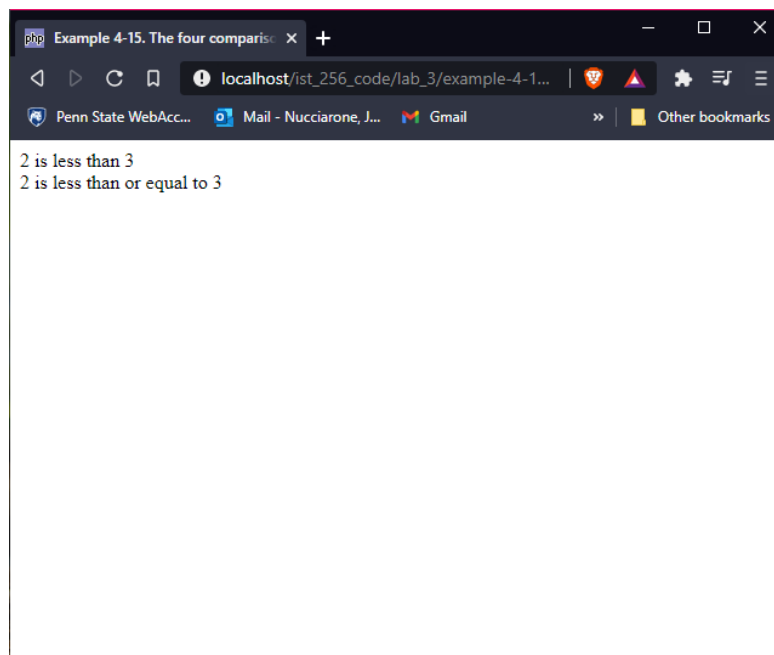 php Example 4-15. The four comparisc
localhost/ist_256_code/lab_3/example-4-1...
Penn State WebAcc... Mail - Nucciarone, J... Gmail » Other bookmarks
2 is less than 3
2 is less than or equal to 3